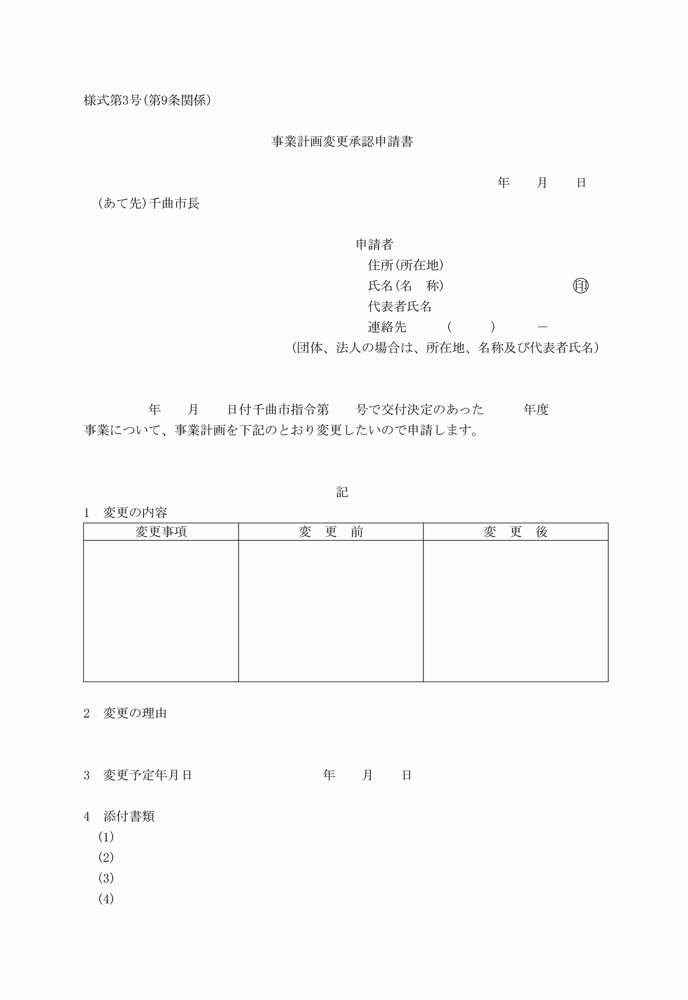 様式第3号(第9条関係)
事業計画変更承認申請書
年　　月　　日
(あて先)千曲市長
申請者
住所(所在地)
氏名(名　称)　　　　　　　　　　㊞
代表者氏名
連絡先　　　(　　　)　　　－
(団体、法人の場合は、所在地、名称及び代表者氏名)
年　　月　　日付千曲市指令第　　号で交付決定のあった　　　年度
事業について、事業計画を下記のとおり変更したいので申請します。
記
1　変更の内容
変更事項　変　更　前　変　更　後
2　変更の理由
3　変更予定年月日　　　　　　　　　　年　　月　　日
4　添付書類
(1)
(2)
(3)
(4)